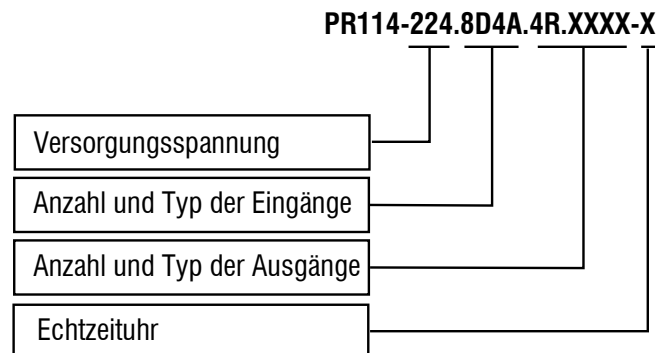 PR114-224.8D4A.4R.XXXX-X
Versorgungsspannung
Anzahl und Typ der Eingänge
Anzahl und Typ der Ausgänge
Echtzeituhr